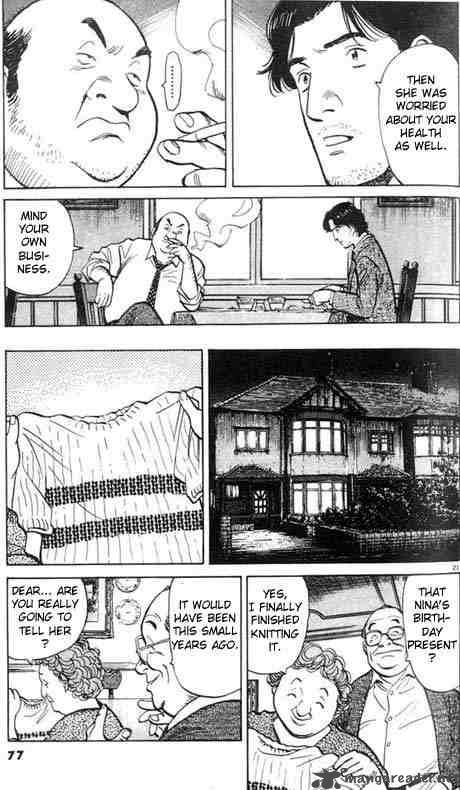 THEN
SHE WAS
WORRIED
ABOUT YOUR
HEALTH
AS WELL.
.........
MIND
YOUR
OWN
BUSI-
NESS.
21
THAT
NINA'S
BIRTH-
DAY
PRESENT
?
YES,
I FINALLY
FINISHED
KNITTING
IT.
IT WOULD
HAVE BEEN
THIS SMALL
YEARS AGO.
DEAR... ARE
YOU REALLY
GOING TO
TELL HER
?
77
mangareader.net